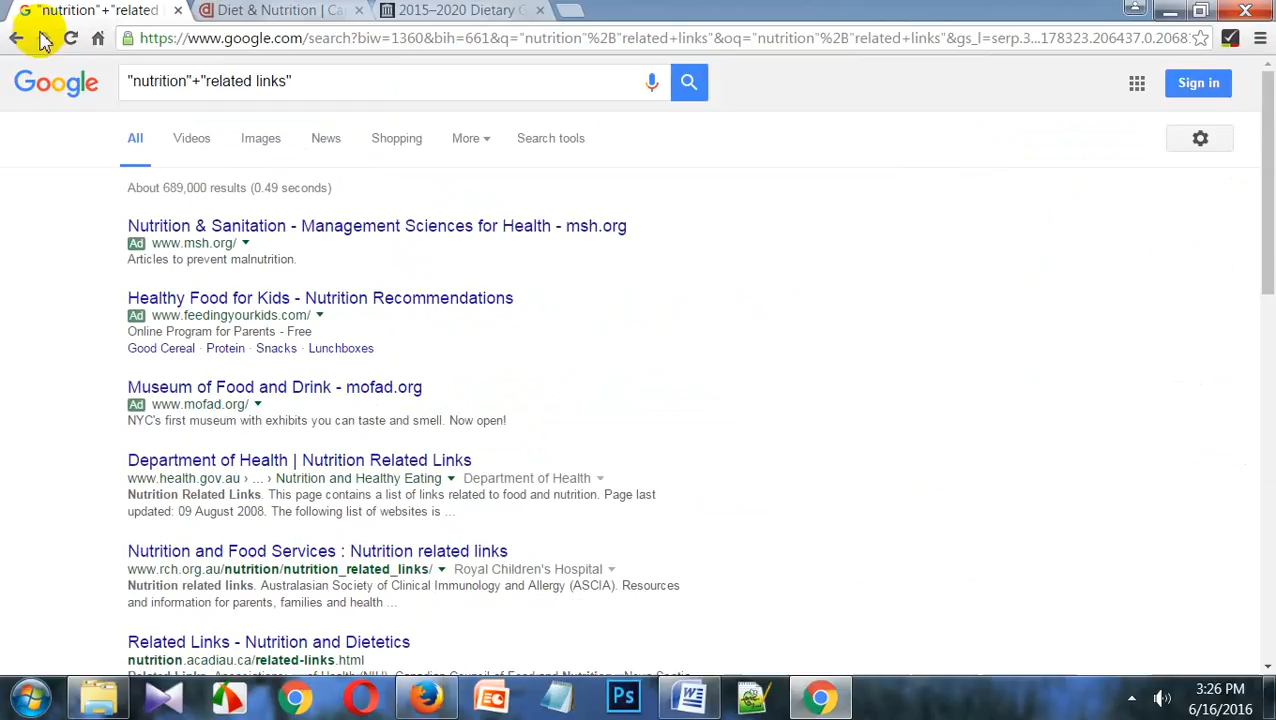 "nutrition"+"related
Diet & Nutrition | Ca
2015–2020 Dietary G
https://www.google.com/search?biw=1360&bih=661&q="nutrition"%2B"related+links"&oq="nutrition"%2B"related+links"&gs_l=serp.3...178323.206437.0.2068
Google
"nutrition"+"related links"
Sign in
All
Videos
Images
News
Shopping
More
Search tools
About 689,000 results (0.49 seconds)
Nutrition & Sanitation - Management Sciences for Health - msh.org
Ad www.msh.org/
Articles to prevent malnutrition.
Healthy Food for Kids - Nutrition Recommendations
Ad www.feedingyourkids.com/
Online Program for Parents - Free
Good Cereal · Protein · Snacks · Lunchboxes
Museum of Food and Drink - mofad.org
Ad www.mofad.org/
NYC's first museum with exhibits you can taste and smell. Now open!
Department of Health | Nutrition Related Links
www.health.gov.au › ... › Nutrition and Healthy Eating Department of Health
Nutrition Related Links. This page contains a list of links related to food and nutrition. Page last
updated: 09 August 2008. The following list of websites is ...
Nutrition and Food Services : Nutrition related links
www.rch.org.au/nutrition/nutrition_related_links/ Royal Children's Hospital
Nutrition related links. Australasian Society of Clinical Immunology and Allergy (ASCIA). Resources
and information for parents, families and health ...
Related Links - Nutrition and Dietetics
nutrition.acadiau.ca/related-links.html
Ps
3:26 PM
6/16/2016